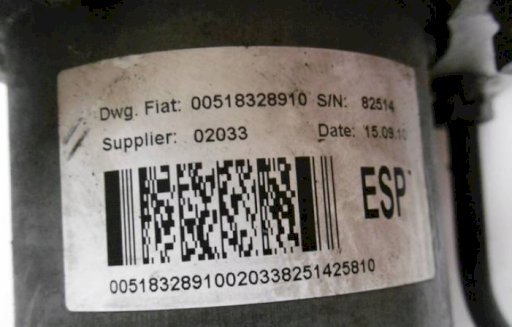 Dwg. Fiat: 00518328910 S/N: 82514
Supplier: 02033 Date: 15.09.10
ESP
00518328910020338251425810